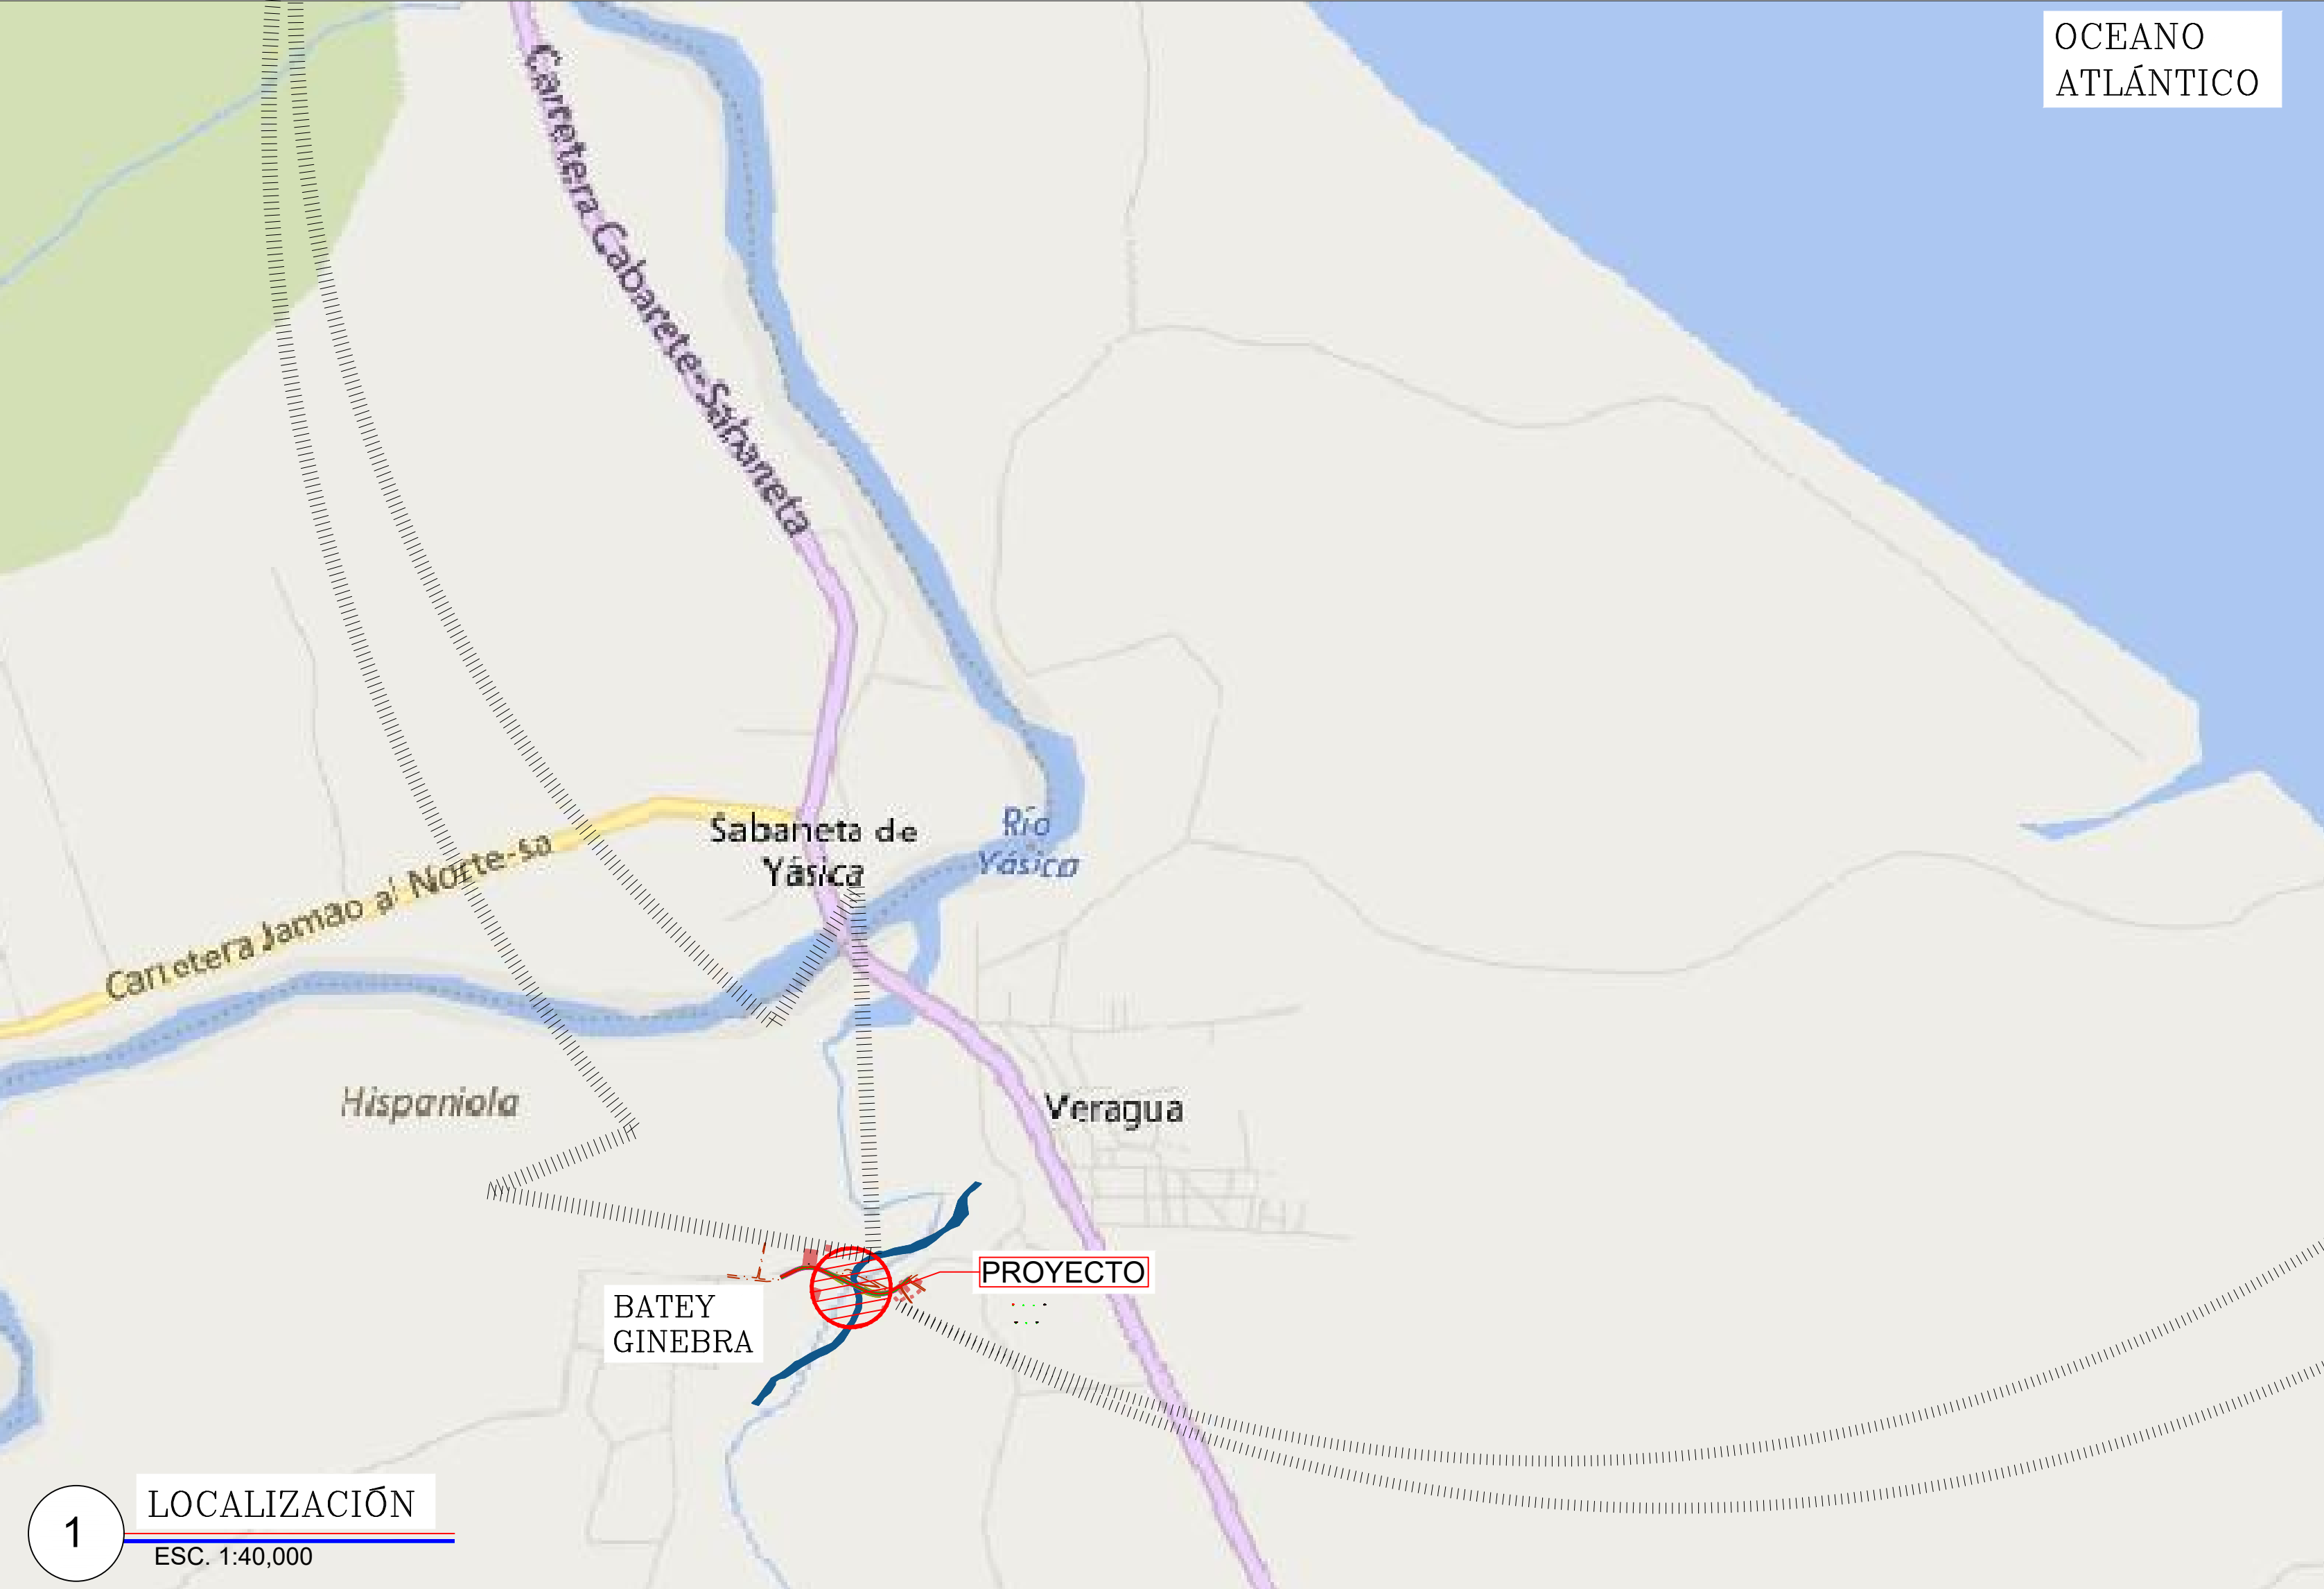 OCEANO
ATLÁNTICO
Carretera Cabarete-Sabaneta
Sabaneta de
Yásica
Río
Yásica
Carretera Jamao al Norte-sa
Hispaniola
Veragua
PROYECTO
BATEY
GINEBRA
1
LOCALIZACIÓN
ESC. 1:40,000